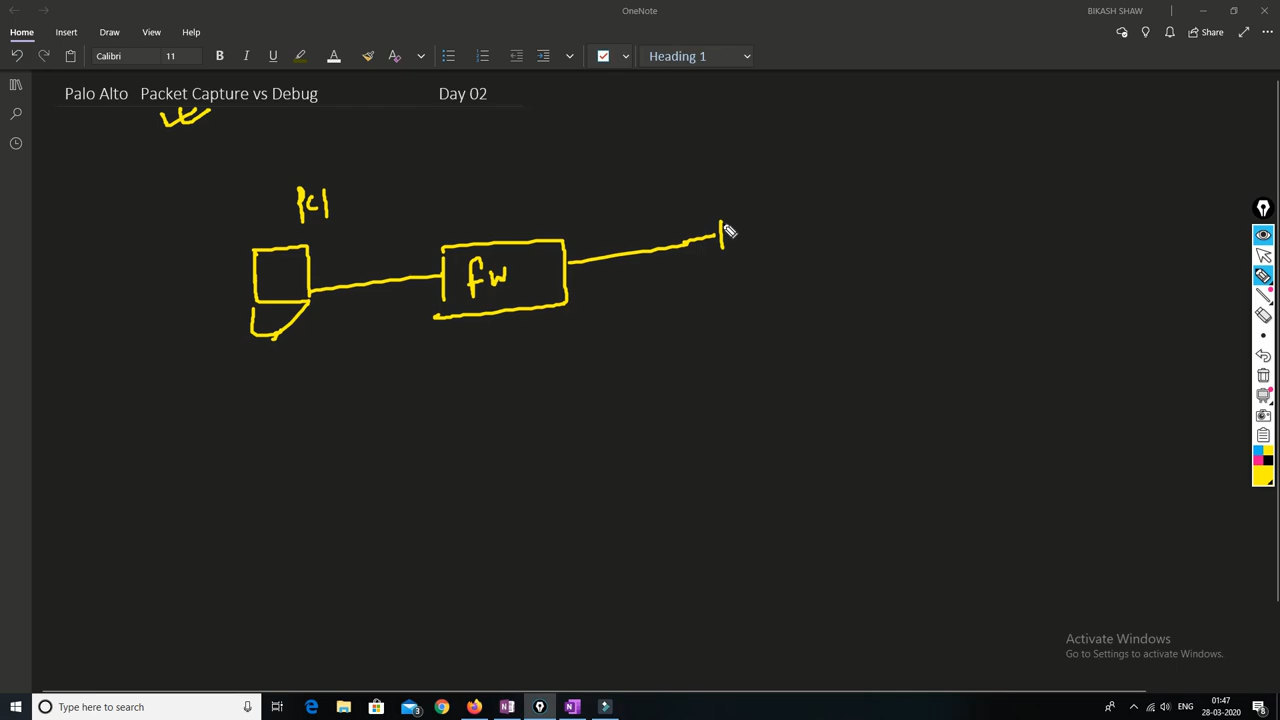 OneNote
BIKASH SHAW
Home Insert Draw View Help
Share
Calibri 11 B I U A A Heading 1
Palo Alto Packet Capture vs Debug Day 02
PC1
FW
Activate Windows
Go to Settings to activate Windows.
Type here to search
3
ENG
01:47
28-03-2020
8